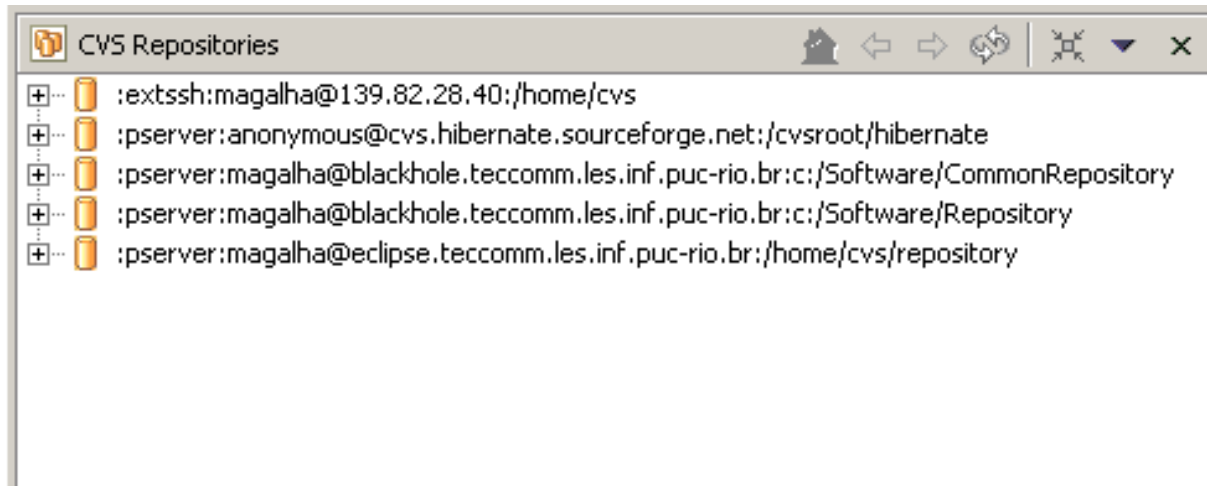 CVS Repositories
:extssh:magalha@139.82.28.40:/home/cvs
:pserver:anonymous@cvs.hibernate.sourceforge.net:/cvsroot/hibernate
:pserver:magalha@blackhole.teccomm.les.inf.puc-rio.br:c:/Software/CommonRepository
:pserver:magalha@blackhole.teccomm.les.inf.puc-rio.br:c:/Software/Repository
:pserver:magalha@eclipse.teccomm.les.inf.puc-rio.br:/home/cvs/repository